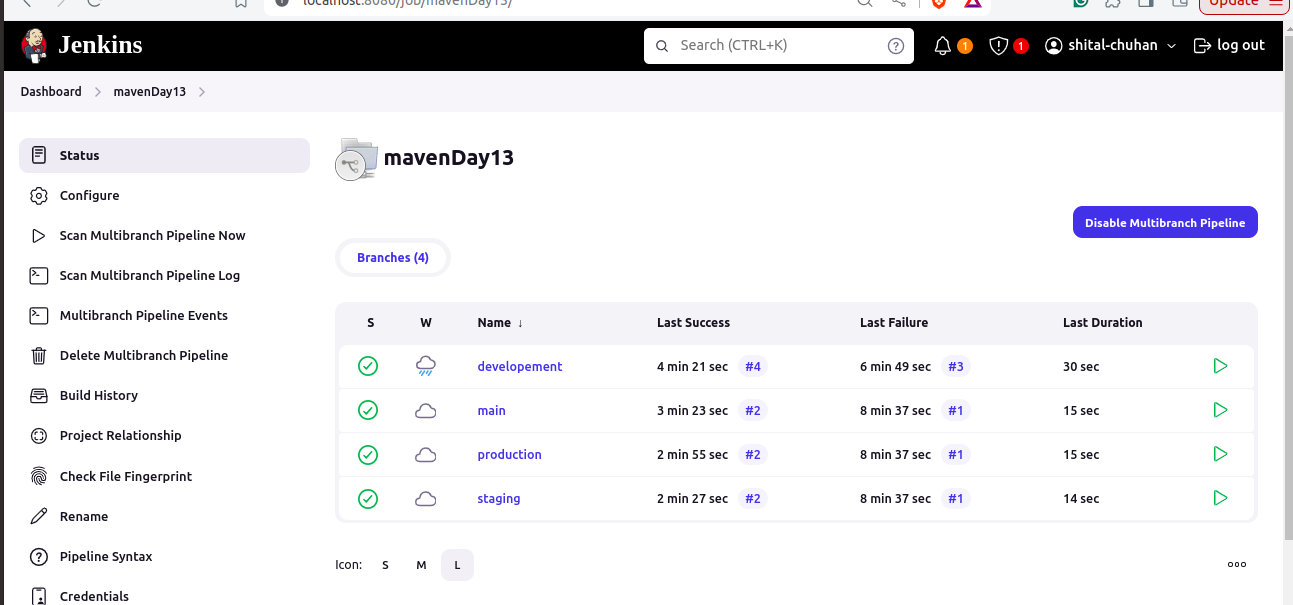 localhost:8080/job/mavenDay13/
Update
Jenkins
Search (CTRL+K)
?
1
1
shital-chuhan
log out
Dashboard
mavenDay13
Status
Configure
Scan Multibranch Pipeline Now
Scan Multibranch Pipeline Log
Multibranch Pipeline Events
Delete Multibranch Pipeline
Build History
Project Relationship
Check File Fingerprint
Rename
Pipeline Syntax
Credentials
mavenDay13
Disable Multibranch Pipeline
Branches (4)
S W Name ↓ Last Success Last Failure Last Duration
developement 4 min 21 sec #4 6 min 49 sec #3 30 sec
main 3 min 23 sec #2 8 min 37 sec #1 15 sec
production 2 min 55 sec #2 8 min 37 sec #1 15 sec
staging 2 min 27 sec #2 8 min 37 sec #1 14 sec
Icon: S M L